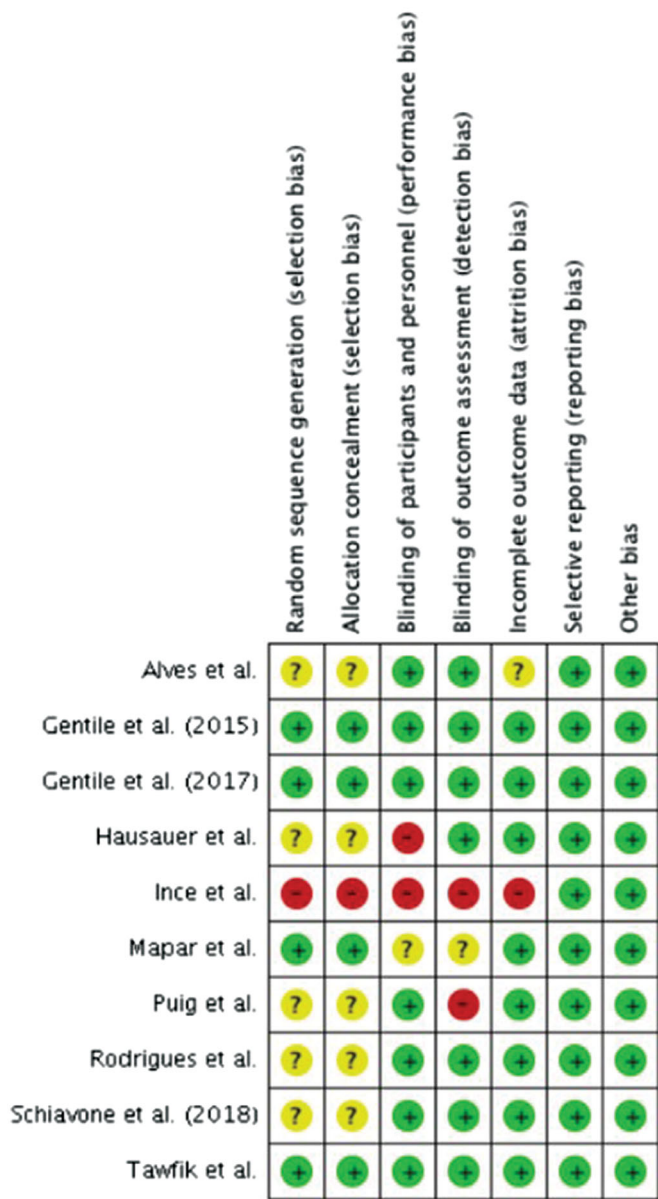 Random sequence generation (selection bias)
Allocation concealment (selection bias)
Blinding of participants and personnel (performance bias)
Blinding of outcome assessment (detection bias)
Incomplete outcome data (attrition bias)
Selective reporting (reporting bias)
Other bias
Alves et al. ? ? + + ? + +
Gentile et al. (2015) + + + + + + +
Gentile et al. (2017) + + + + + + +
Hausauer et al. ? ? - + + + +
Ince et al. - - - - - + +
Mapar et al. + + ? ? + + +
Puig et al. ? ? + - + + +
Rodrigues et al. ? ? + + + + +
Schiavone et al. (2018) ? ? + + + + +
Tawfik et al. + + + + + + +